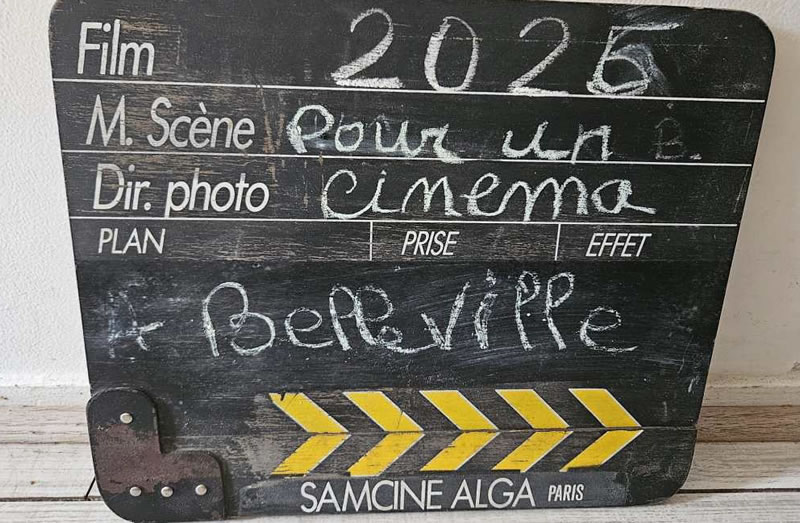 Film 2025
M. Scène Pour un B.
Dir. photo cinema
PLAN PRISE EFFET
Belleville
SAMCINE ALGA PARIS